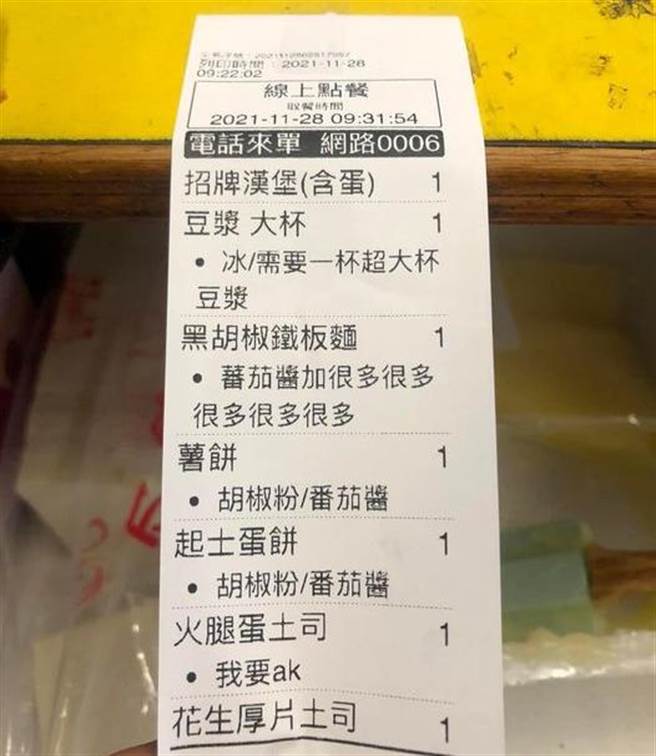 列印時間：2021-11-28
09:22:02
線上點餐
取餐時間
2021-11-28 09:31:54
電話來單 網路0006
招牌漢堡(含蛋) 1
豆漿 大杯 1
• 冰/需要一杯超大杯
豆漿
黑胡椒鐵板麵 1
• 蕃茄醬加很多很多
很多很多很多
薯餅 1
• 胡椒粉/番茄醬
起士蛋餅 1
• 胡椒粉/番茄醬
火腿蛋土司 1
• 我要ak
花生厚片土司 1